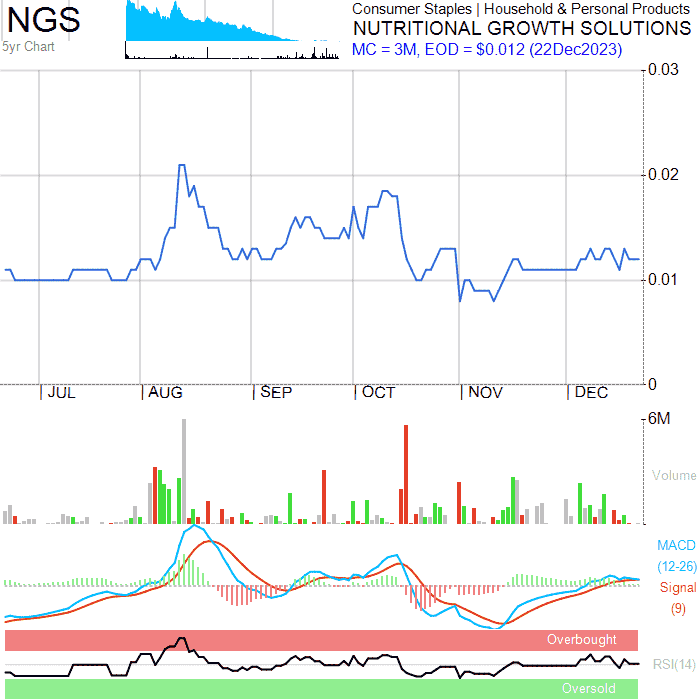 NGS
5yr Chart
Consumer Staples | Household & Personal Products
NUTRITIONAL GROWTH SOLUTIONS
MC = 3M, EOD = $0.012 (22Dec2023)
0.03
0.02
0.01
0
JUL AUG SEP OCT NOV DEC
6M
Volume
MACD
(12-26)
Signal
(9)
Overbought
RSI(14)
Oversold